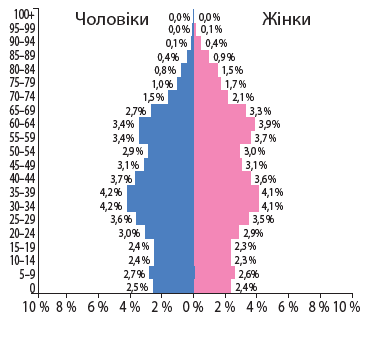 Чоловіки Жінки
100+ 0,0% 0,0%
95–99 0,0% 0,1%
90–94 0,1% 0,4%
85–89 0,4% 0,9%
80–84 0,8% 1,5%
75–79 1,0% 1,7%
70–74 1,5% 2,1%
65–69 2,7% 3,3%
60–64 3,4% 3,9%
55–59 3,4% 3,7%
50–54 2,9% 3,0%
45–49 3,1% 3,1%
40–44 3,7% 3,6%
35–39 4,2% 4,1%
30–34 4,2% 4,1%
25–29 3,6% 3,5%
20–24 3,0% 2,9%
15–19 2,4% 2,3%
10–14 2,4% 2,3%
5–9 2,7% 2,6%
0 2,5% 2,4%
10 % 8 % 6 % 4 % 2 % 0 % 2 % 4 % 6 % 8 % 10 %